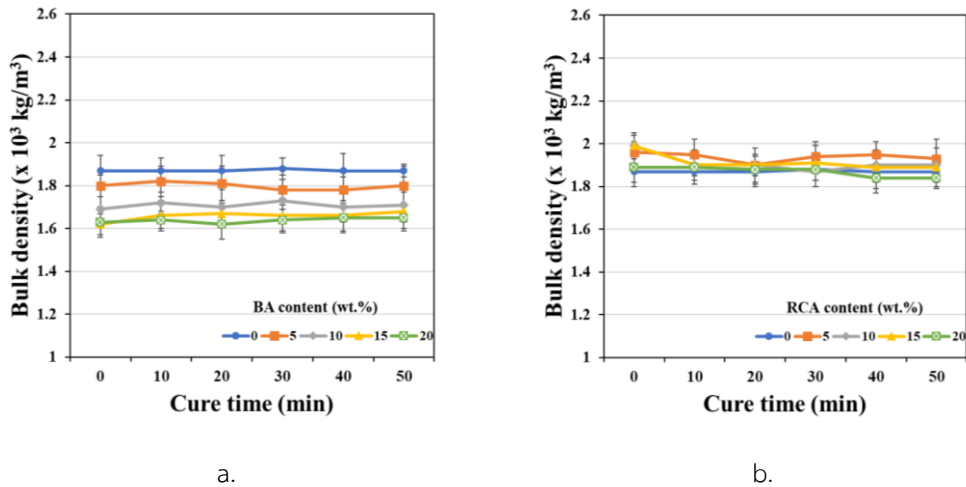 2.6
2.4
2.2
2
1.8
1.6
1.4
1.2
1
Bulk density (x 10³ kg/m³)
BA content (wt.%)
0 5 10 15 20
0 10 20 30 40 50
Cure time (min)
a.
2.6
2.4
2.2
2
1.8
1.6
1.4
1.2
1
Bulk density (x 10³ kg/m³)
RCA content (wt.%)
0 5 10 15 20
0 10 20 30 40 50
Cure time (min)
b.